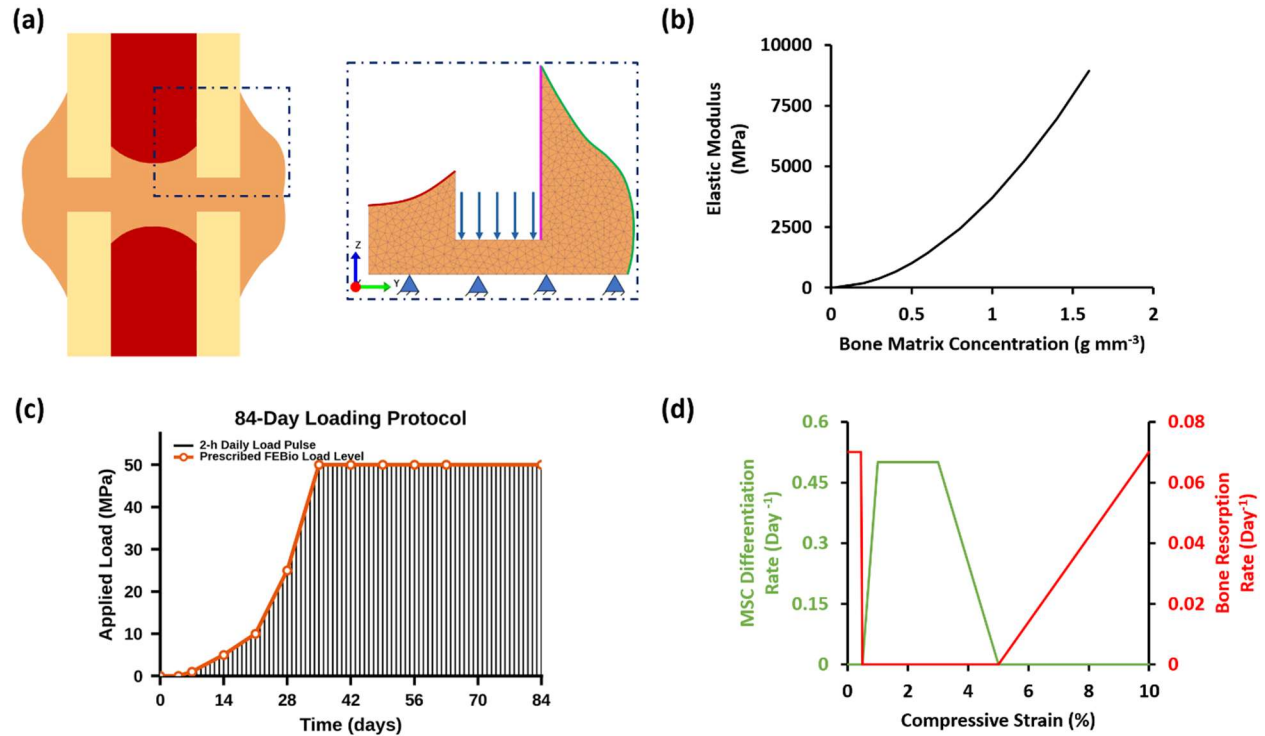 (a)
Z
Y
(b)
10000
7500
5000
2500
0
Elastic Modulus
(MPa)
0
0.5
1
1.5
2
Bone Matrix Concentration (g mm⁻³)
(c)
84-Day Loading Protocol
2-h Daily Load Pulse
Prescribed FEBio Load Level
50
40
30
20
10
0
Applied Load (MPa)
0
14
28
42
56
70
84
Time (days)
(d)
0.6
0.45
0.3
0.15
0
MSC Differentiation
Rate (Day ⁻¹)
0.08
0.06
0.04
0.02
0
Bone Resorption
Rate (Day⁻¹)
0
2
4
6
8
10
Compressive Strain (%)